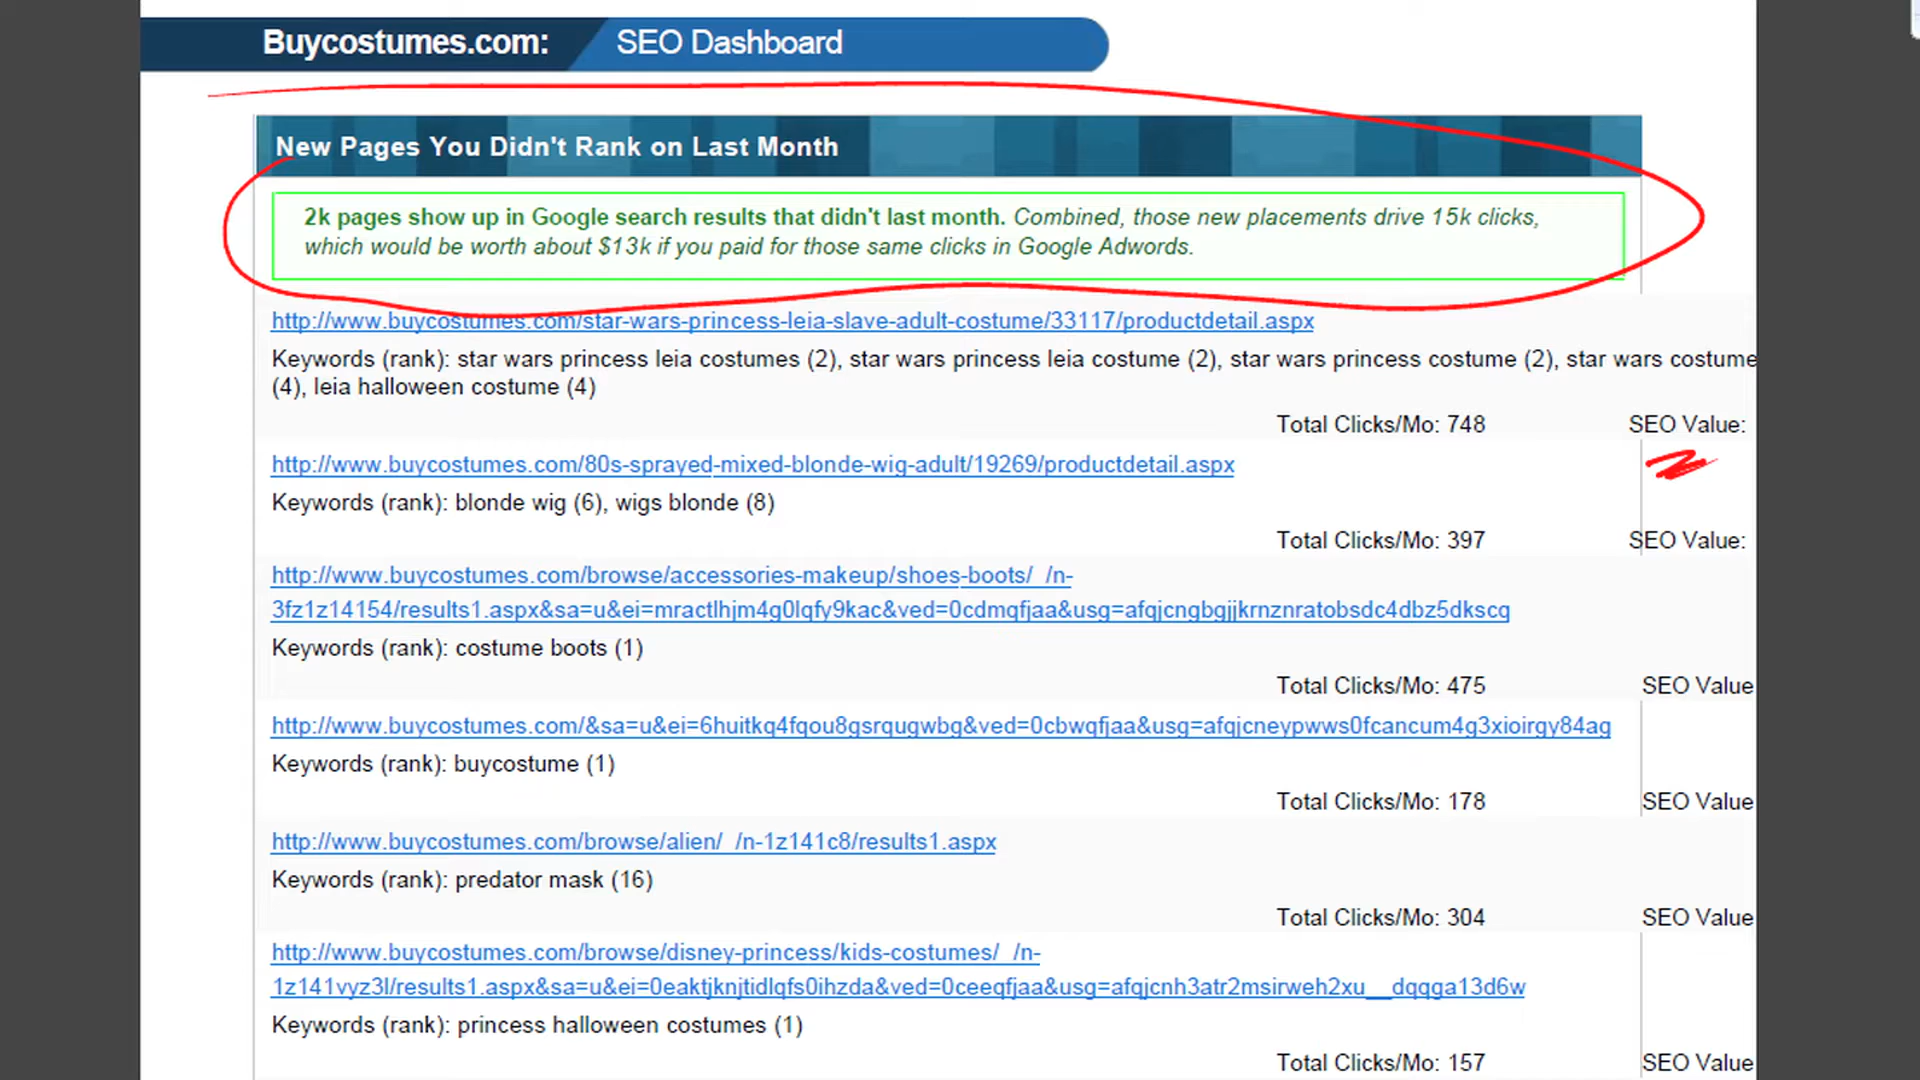 Buycostumes.com: SEO Dashboard
New Pages You Didn't Rank on Last Month
2k pages show up in Google search results that didn't last month. Combined, those new placements drive 15k clicks,
which would be worth about $13k if you paid for those same clicks in Google Adwords.
http://www.buycostumes.com/star-wars-princess-leia-slave-adult-costume/33117/productdetail.aspx
Keywords (rank): star wars princess leia costumes (2), star wars princess leia costume (2), star wars princess costume (2), star wars costume
(4), leia halloween costume (4)
Total Clicks/Mo: 748 SEO Value:
http://www.buycostumes.com/80s-sprayed-mixed-blonde-wig-adult/19269/productdetail.aspx
Keywords (rank): blonde wig (6), wigs blonde (8)
Total Clicks/Mo: 397 SEO Value:
http://www.buycostumes.com/browse/accessories-makeup/shoes-boots/_/n-
3fz1z14154/results1.aspx&sa=u&ei=mractlhjm4g0lqfy9kac&ved=0cdmqfjaa&usg=afqjcngbgjjkrnznratobsdc4dbz5dkscq
Keywords (rank): costume boots (1)
Total Clicks/Mo: 475 SEO Value
http://www.buycostumes.com/&sa=u&ei=6huitkq4fqou8gsrqugwbg&ved=0cbwqfjaa&usg=afqjcneypwws0fcancum4g3xioirgy84ag
Keywords (rank): buycostume (1)
Total Clicks/Mo: 178 SEO Value
http://www.buycostumes.com/browse/alien/_/n-1z141c8/results1.aspx
Keywords (rank): predator mask (16)
Total Clicks/Mo: 304 SEO Value
http://www.buycostumes.com/browse/disney-princess/kids-costumes/_/n-
1z141vyz3l/results1.aspx&sa=u&ei=0eaktjknjtidlqfs0ihzda&ved=0ceeqfjaa&usg=afqjcnh3atr2msirweh2xu__dqqga13d6w
Keywords (rank): princess halloween costumes (1)
Total Clicks/Mo: 157 SEO Value